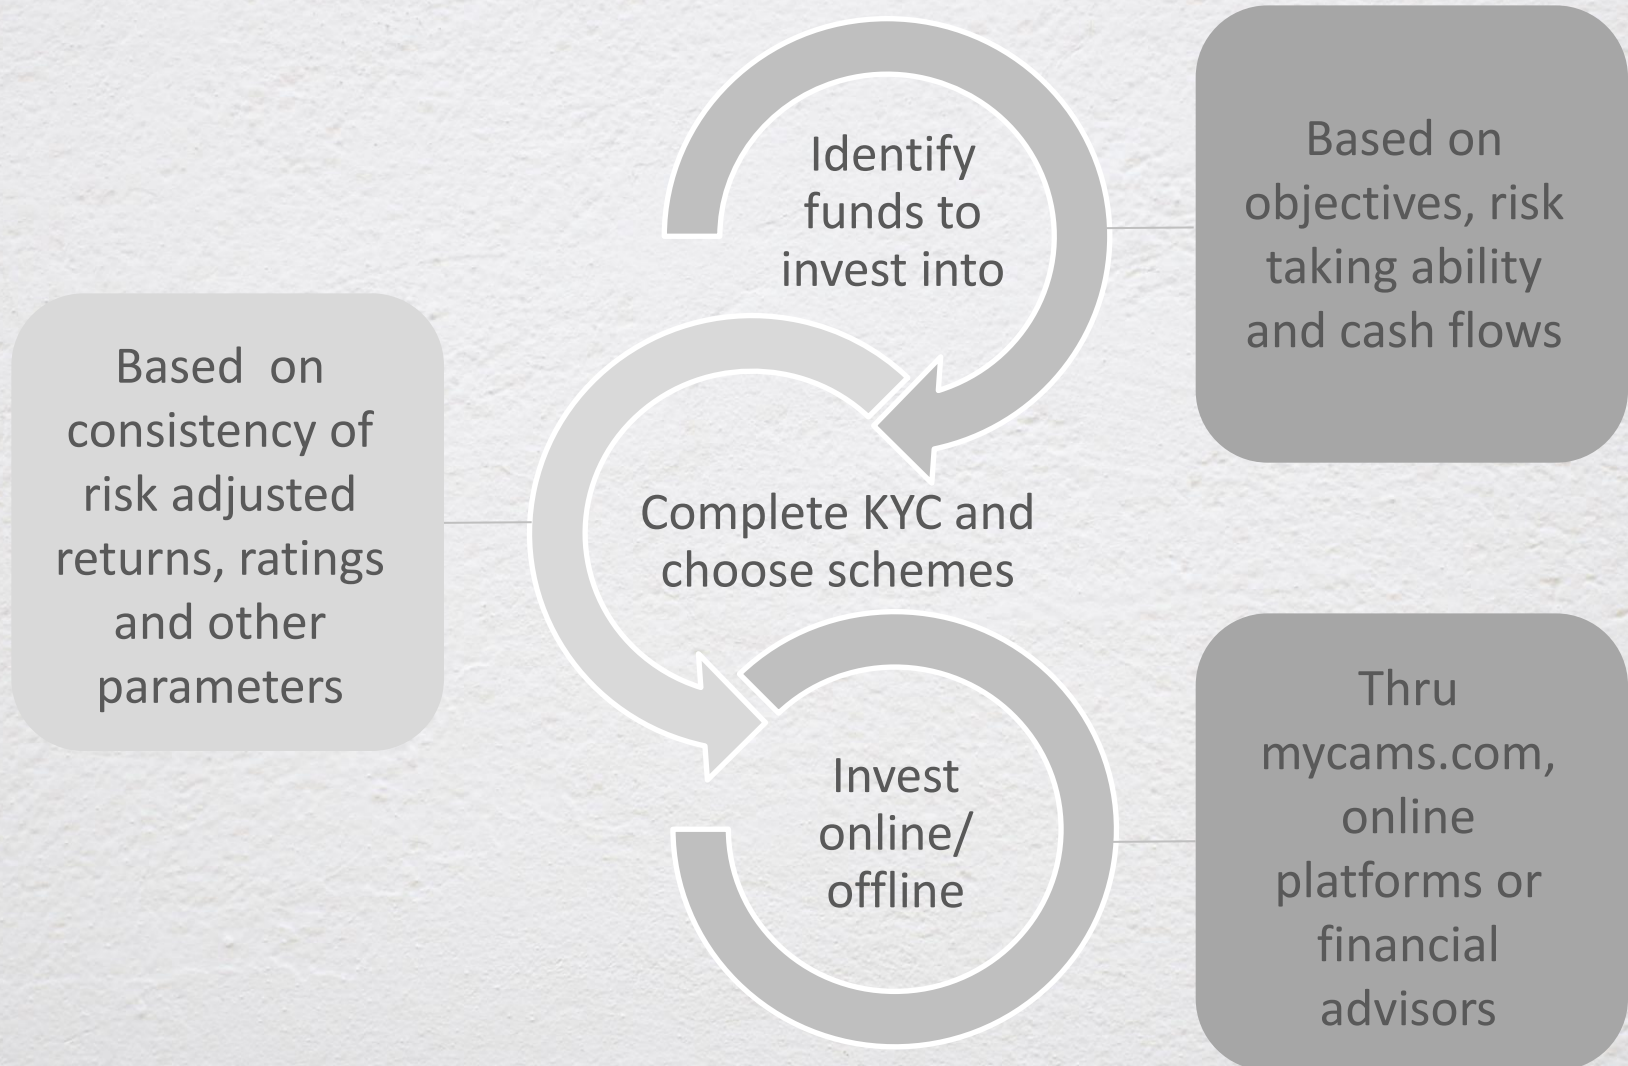 Identify
funds to
invest into
Based on
objectives, risk
taking ability
and cash flows
Complete KYC and
choose schemes
Based  on
consistency of
risk adjusted
returns, ratings
and other
parameters
Invest
online/
offline
Thru
mycams.com,
online
platforms or
financial
advisors